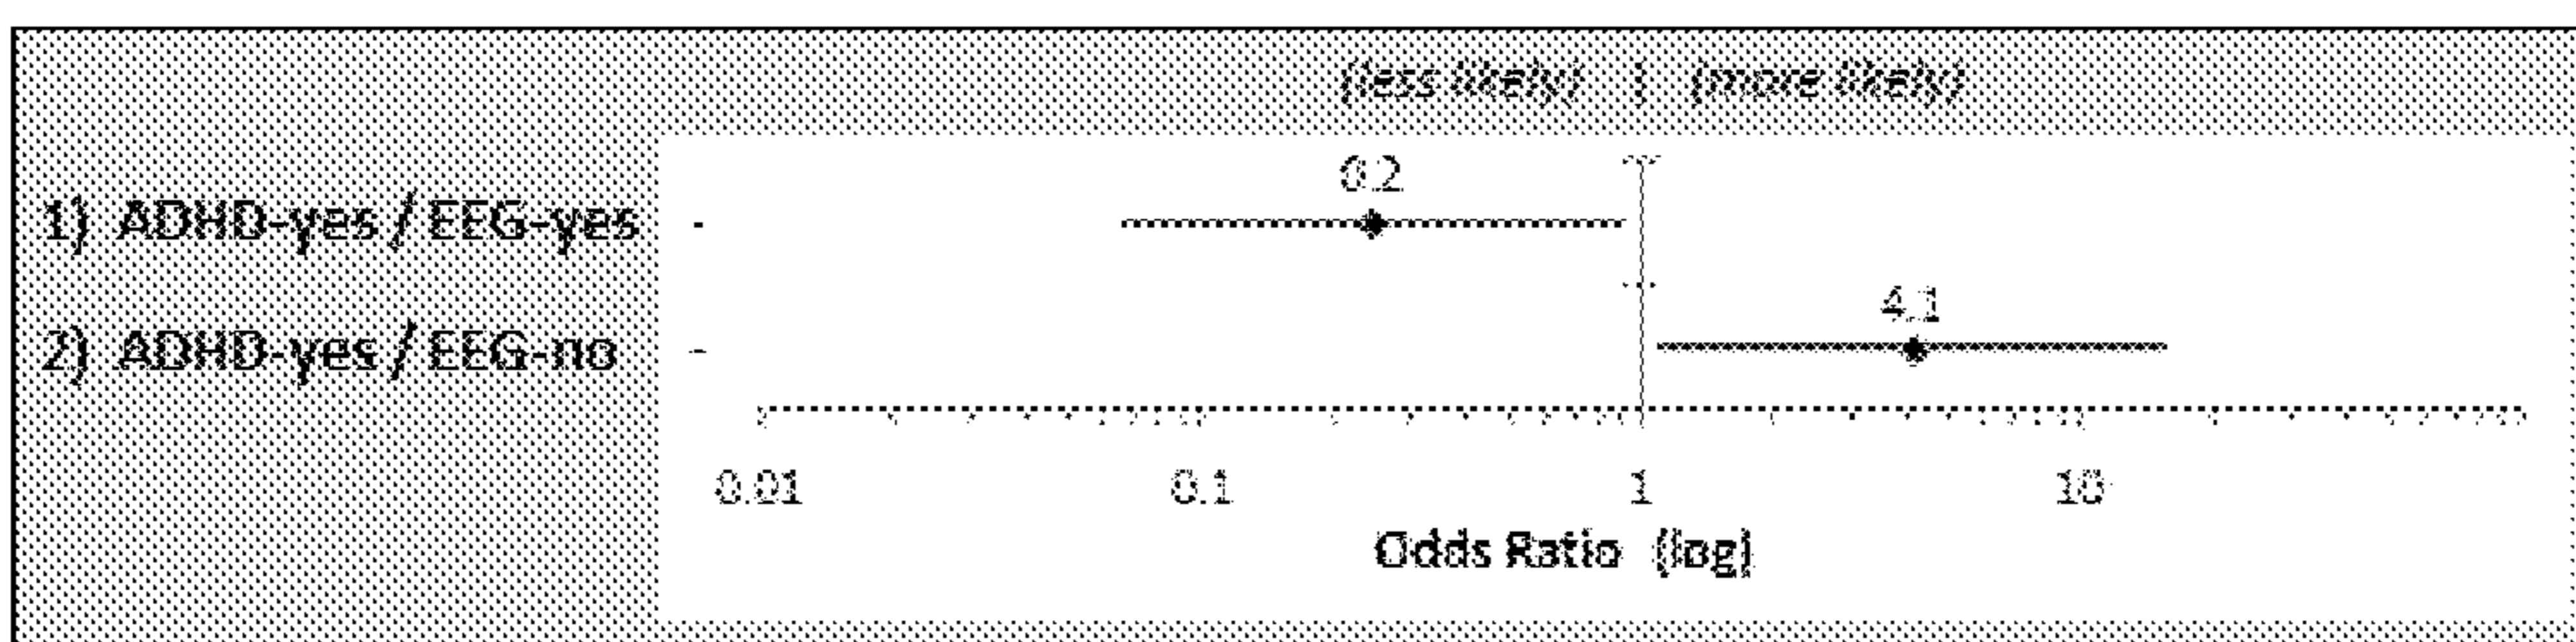 (less likely) | (more likely)
0.2
1) ADHD-yes / EEG-yes
4.1
2) ADHD-yes / EEG-no
0.01 0.1 1 10
Odds Ratio (log)